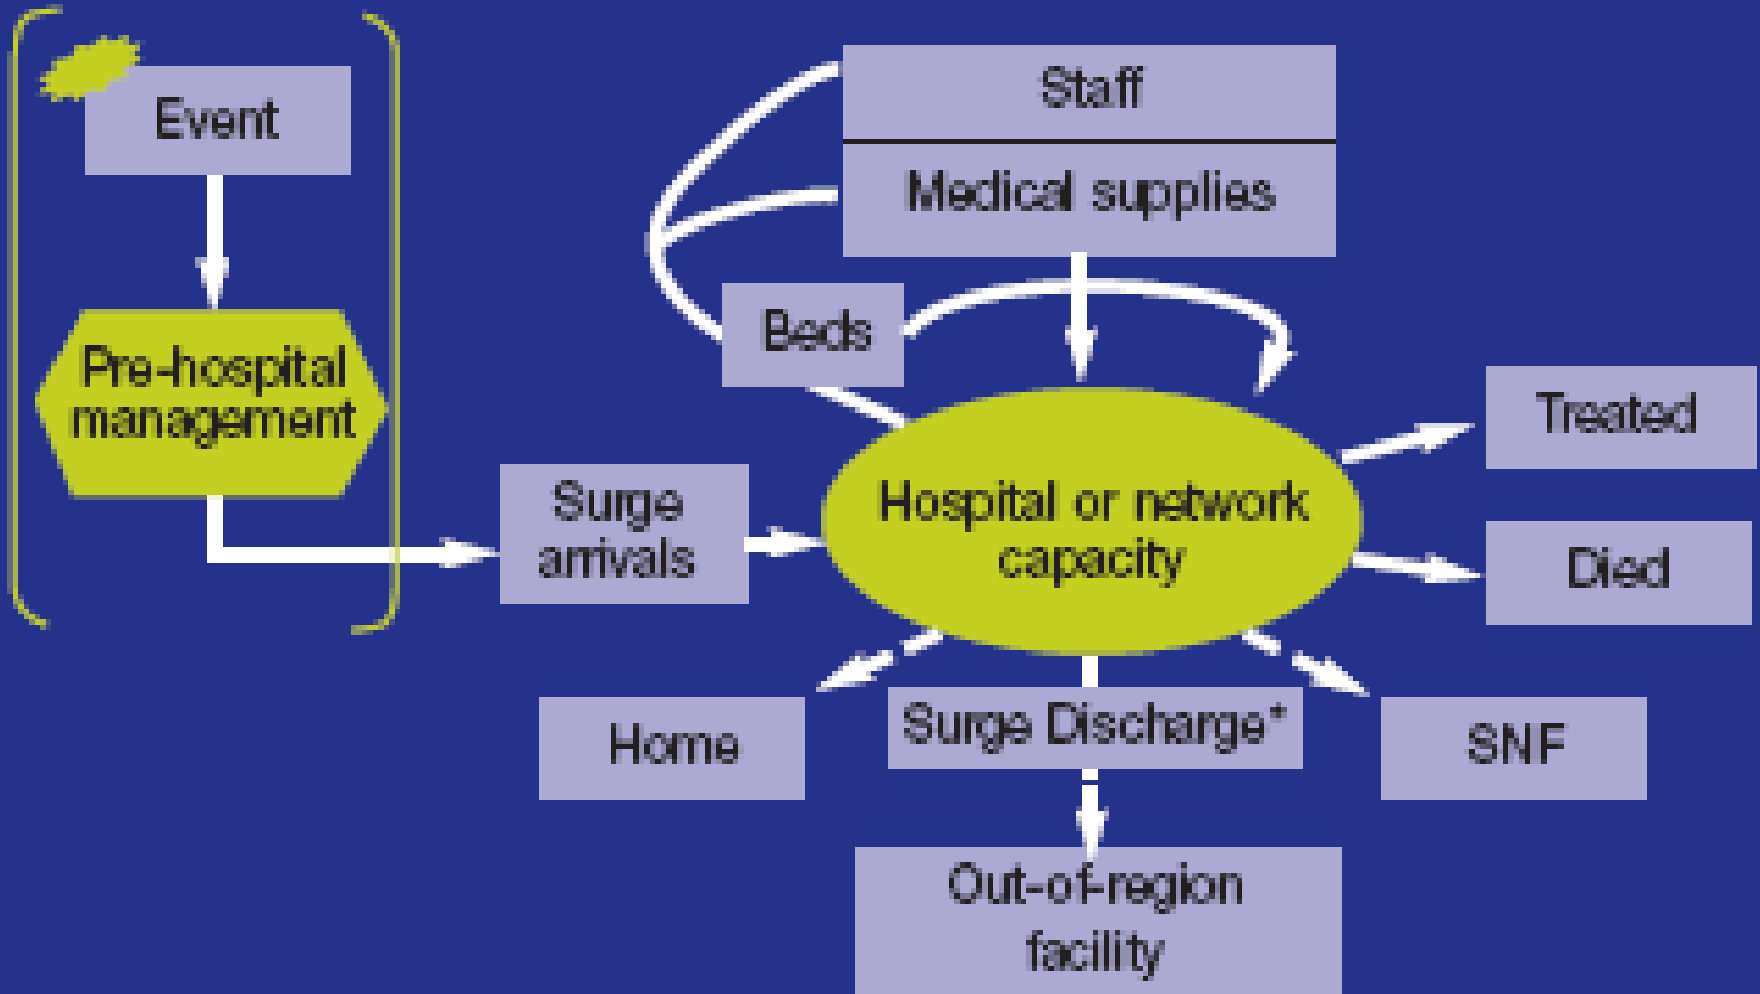 Event
Pre-hospital
management
Staff
Medical supplies
Beds
Surge
arrivals
Hospital or network
capacity
Treated
Died
Home
Surge Discharge*
SNF
Out-of-region
facility